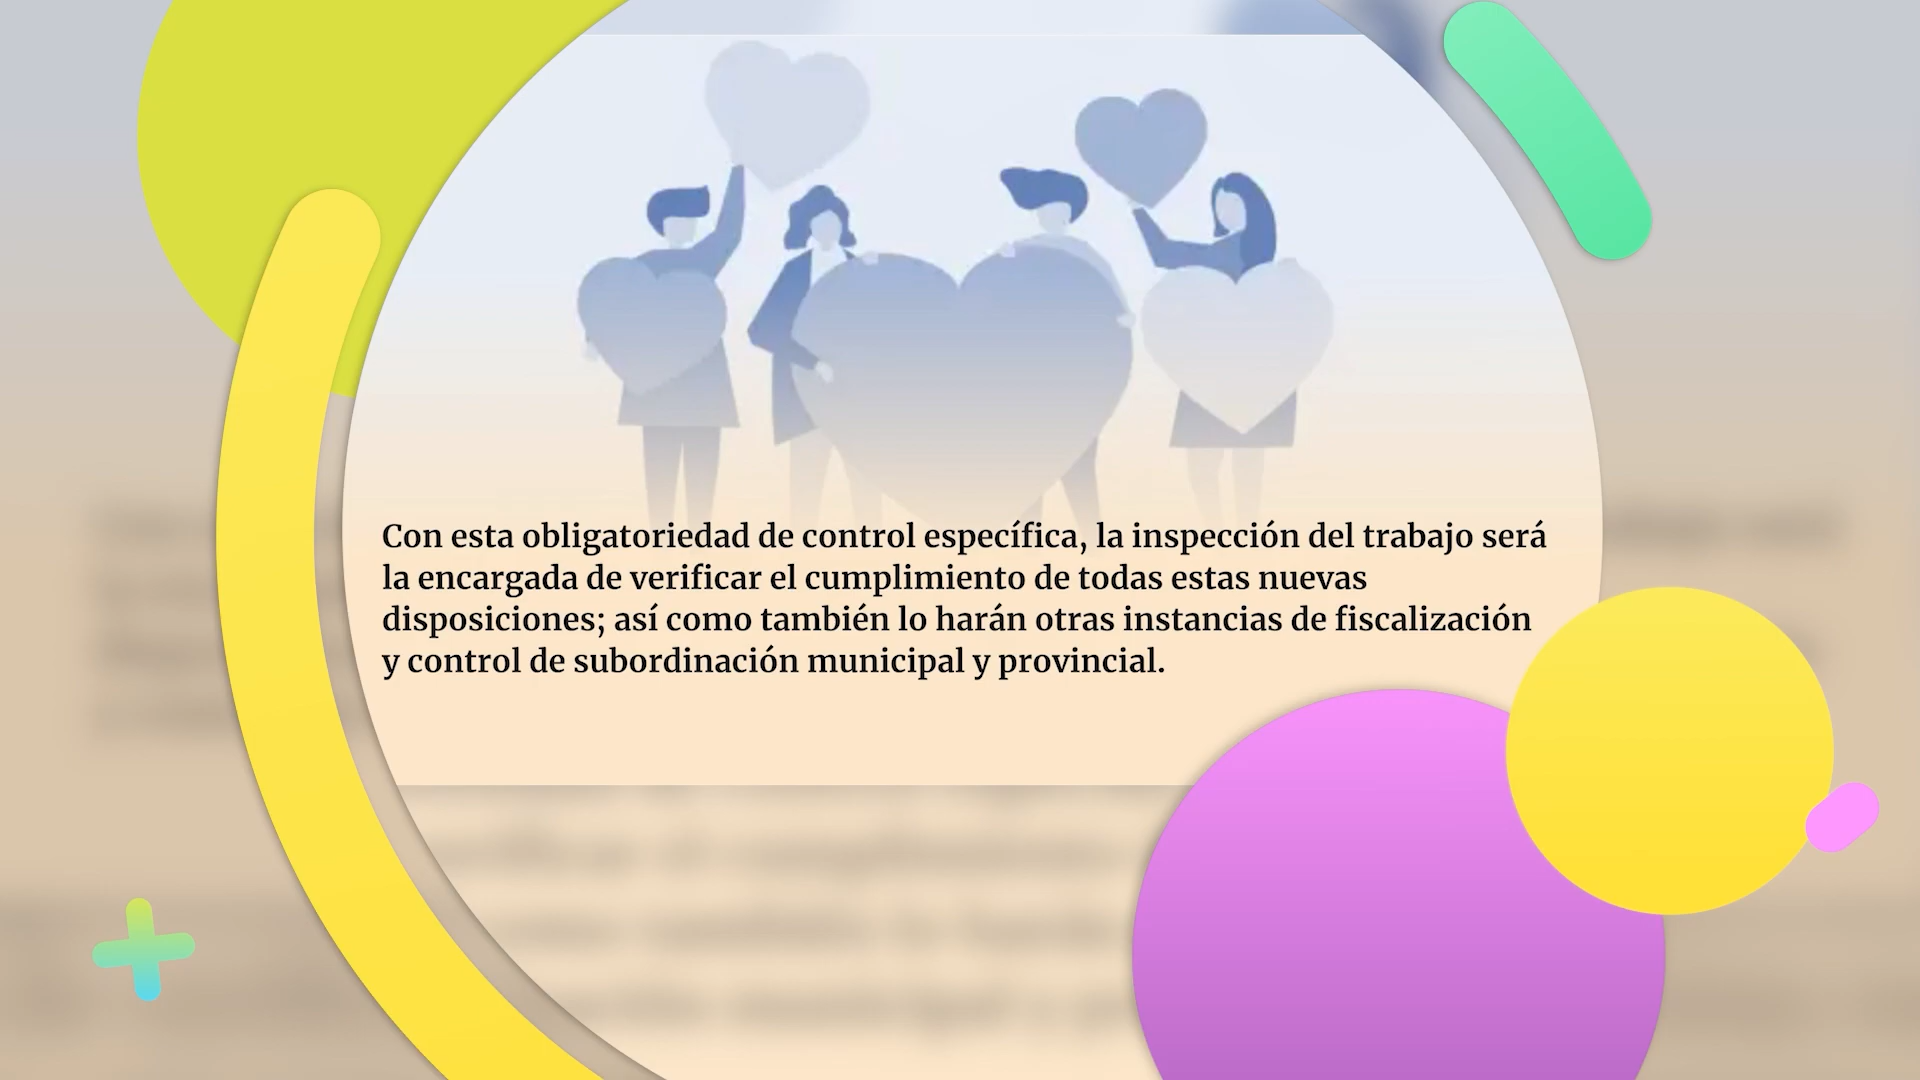 Con esta obligatoriedad de control específica, la inspección del trabajo será
la encargada de verificar el cumplimiento de todas estas nuevas
disposiciones; así como también lo harán otras instancias de fiscalización
y control de subordinación municipal y provincial.